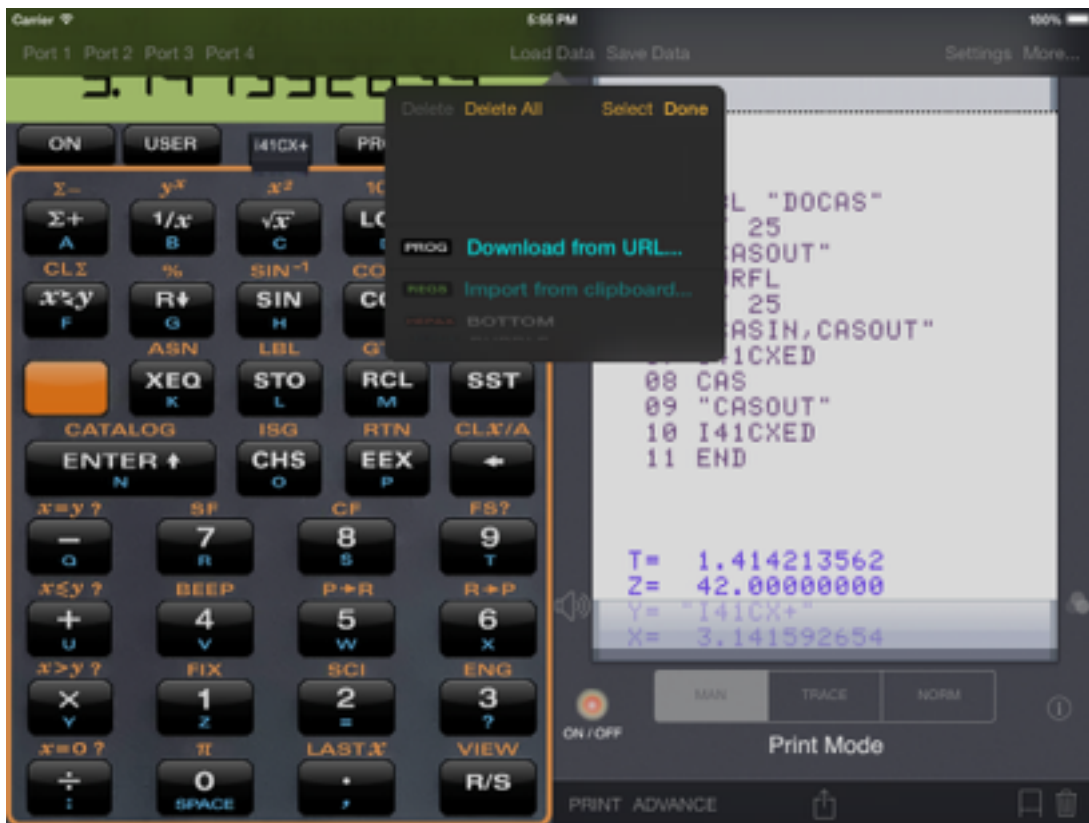 Carrier 5:55 PM 100%
Port 1 Port 2 Port 3 Port 4 Load Data Save Data Settings More...
Delete Delete All Select Done
PROG Download from URL...
REGS Import from clipboard...
BOTTOM
ON USER i41CX+
Σ− yˣ x²
Σ+ 1/x √x
A B C
CLΣ % SIN⁻¹
x≷y R↓ SIN
F G H
ASN LBL
XEQ STO RCL SST
K L M
CATALOG ISG RTN CLX/A
ENTER ↑ CHS EEX ←
N O P
x=y ? SF CF FS?
− 7 8 9
Q R S T
x≤y ? BEEP P→R R→P
+ 4 5 6
U V W X
x>y ? FIX SCI ENG
× 1 2 3
Y Z = ?
x=0 ? π LAST X VIEW
÷ 0 . R/S
: SPACE ,
"DOCAS"
25
ASOUT"
RFL
25
ASIN,CASOUT"
41CXED
08 CAS
09 "CASOUT"
10 I41CXED
11 END
T= 1.414213562
Z= 42.00000000
Y= "I41CX+"
X= 3.141592654
MAN TRACE NORM
ON / OFF
Print Mode
PRINT ADVANCE